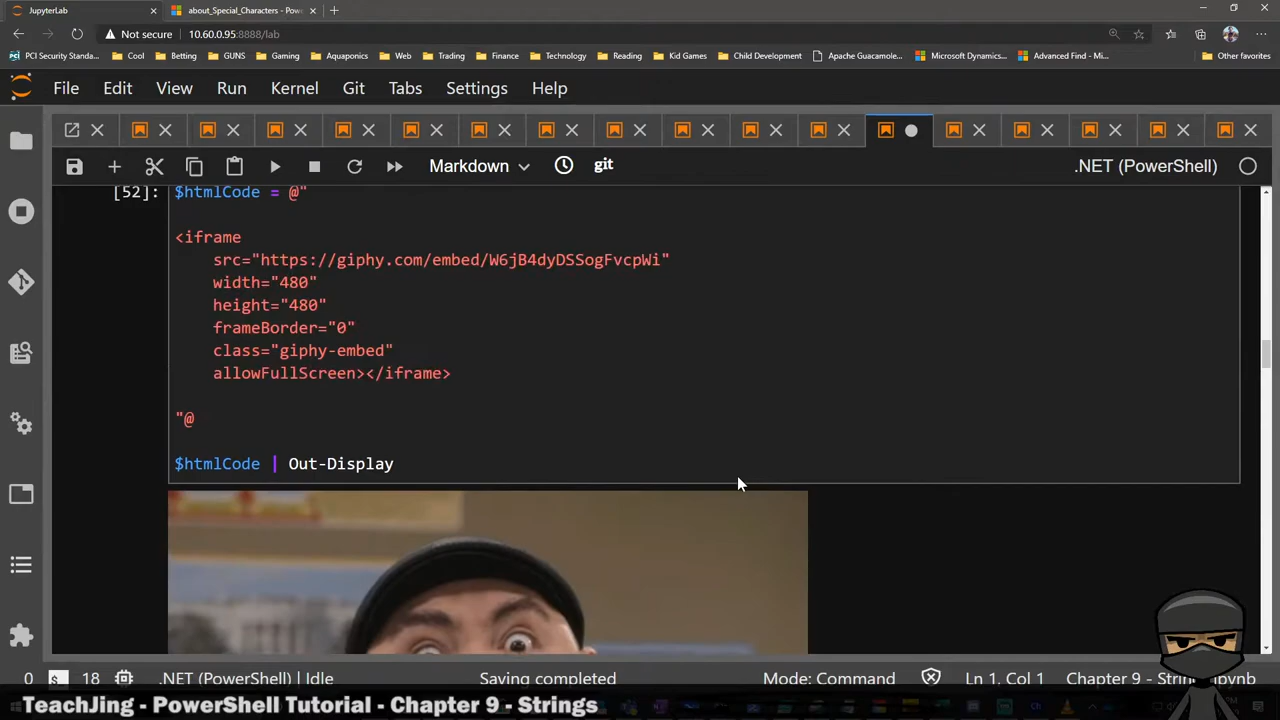 JupyterLab
about_Special_Characters - Pow
Not secure
10.60.0.95:8888/lab
PCI Security Standa...
Cool
Betting
GUNS
Gaming
Aquaponics
Web
Trading
Finance
Technology
Reading
Kid Games
Child Development
Apache Guacamole...
Microsoft Dynamics...
Advanced Find - Mi...
Other favorites
File Edit View Run Kernel Git Tabs Settings Help
Markdown
git
.NET (PowerShell)
[52]:
$htmlCode = @"
<iframe
src="https://giphy.com/embed/W6jB4dyDSSogFvcpWi"
width="480"
height="480"
frameBorder="0"
class="giphy-embed"
allowFullScreen></iframe>
"@
$htmlCode | Out-Display
0
$_
18
.NET (PowerShell) | Idle
Saving completed
Mode: Command
Ln 1, Col 1
Chapter 9 - Str
ynb
TeachJing - PowerShell Tutorial - Chapter 9 - Strings